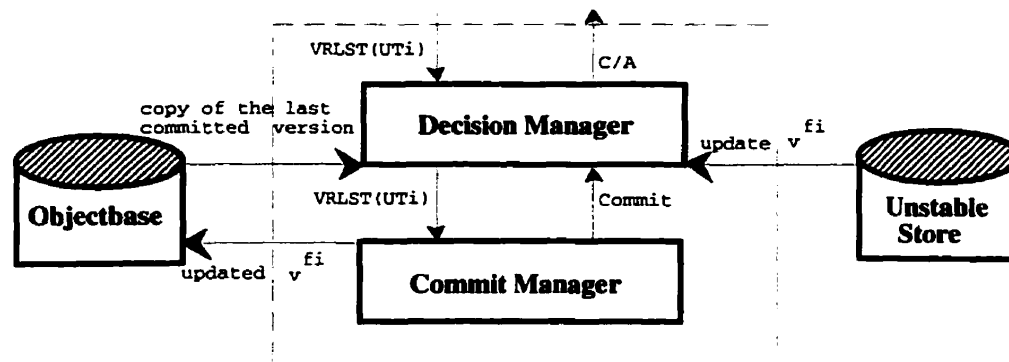 VRLST(UTi)
C/A
copy of the last
committed version
Decision Manager
update v^fi
Objectbase
VRLST(UTi)
Commit
Unstable
Store
updated v^fi
Commit Manager